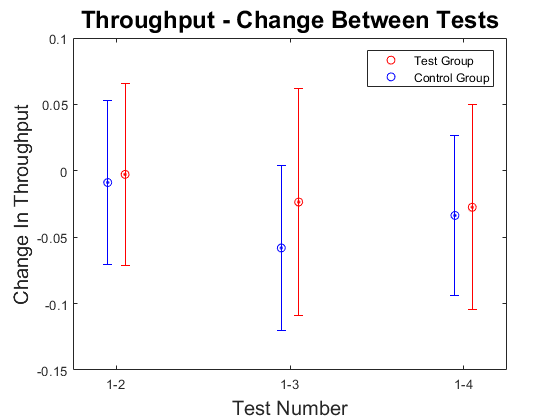 Throughput - Change Between Tests
0.1
Test Group
Control Group
0.05
0
-0.05
-0.1
-0.15
Change In Throughput
1-2
1-3
1-4
Test Number